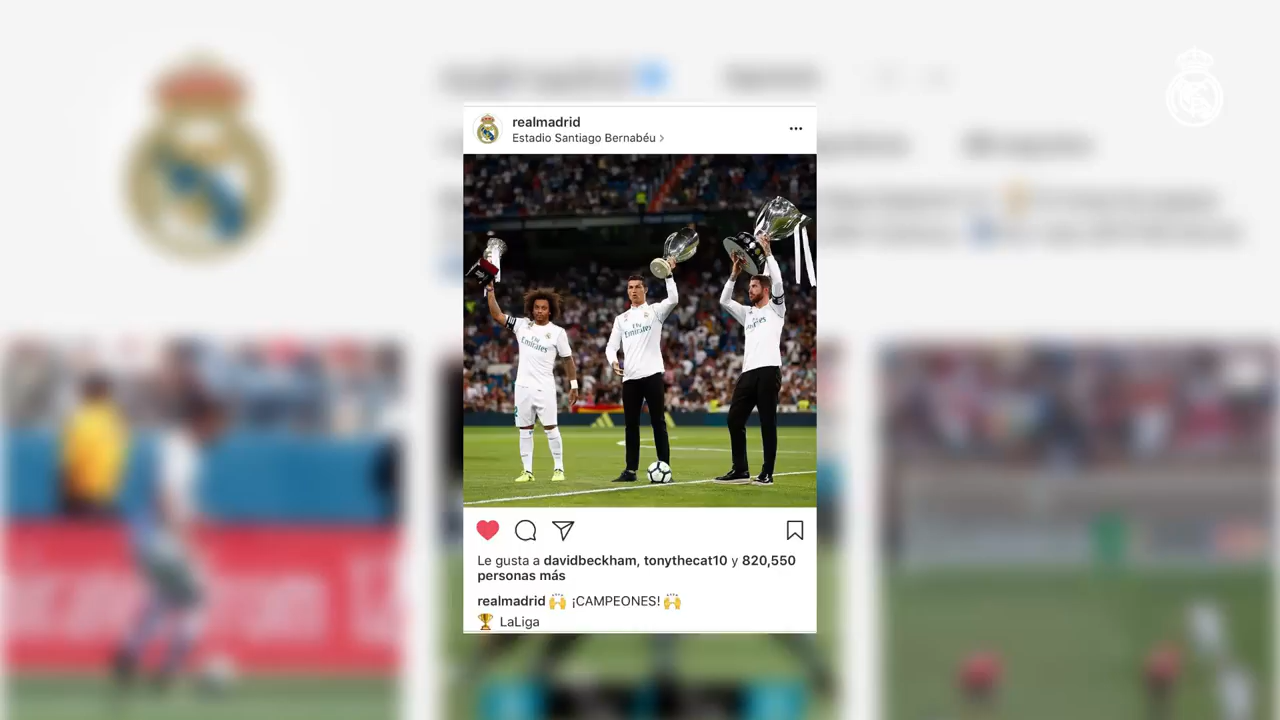 realmadrid
Estadio Santiago Bernabéu >
Fly
Emirates
Fly
Emirates
Emirates
Le gusta a davidbeckham, tonythecat10 y 820,550
personas más
realmadrid 🙌 ¡CAMPEONES! 🙌
🏆 LaLiga